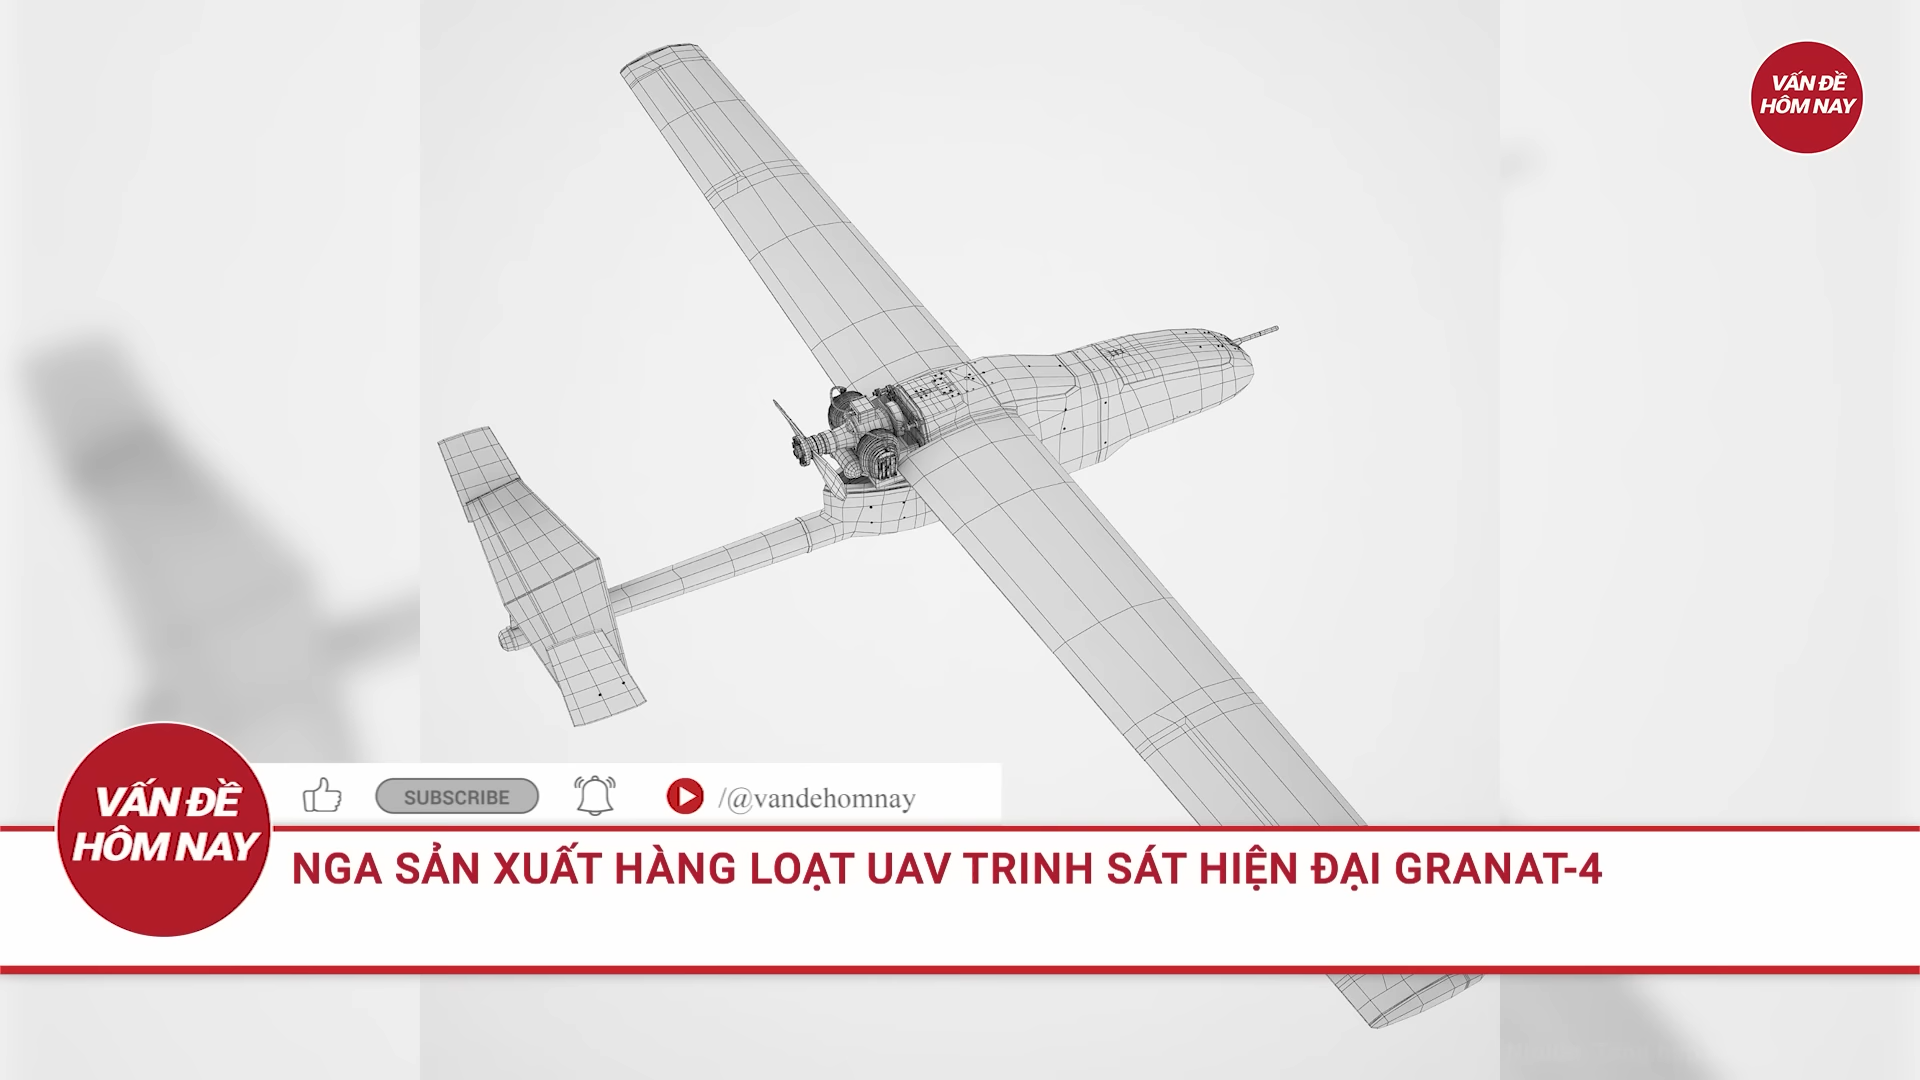 VẤN ĐỀ
HÔM NAY
VẤN ĐỀ
HÔM NAY
SUBSCRIBE
/@vandehomnay
NGA SẢN XUẤT HÀNG LOẠT UAV TRINH SÁT HIỆN ĐẠI GRANAT-4